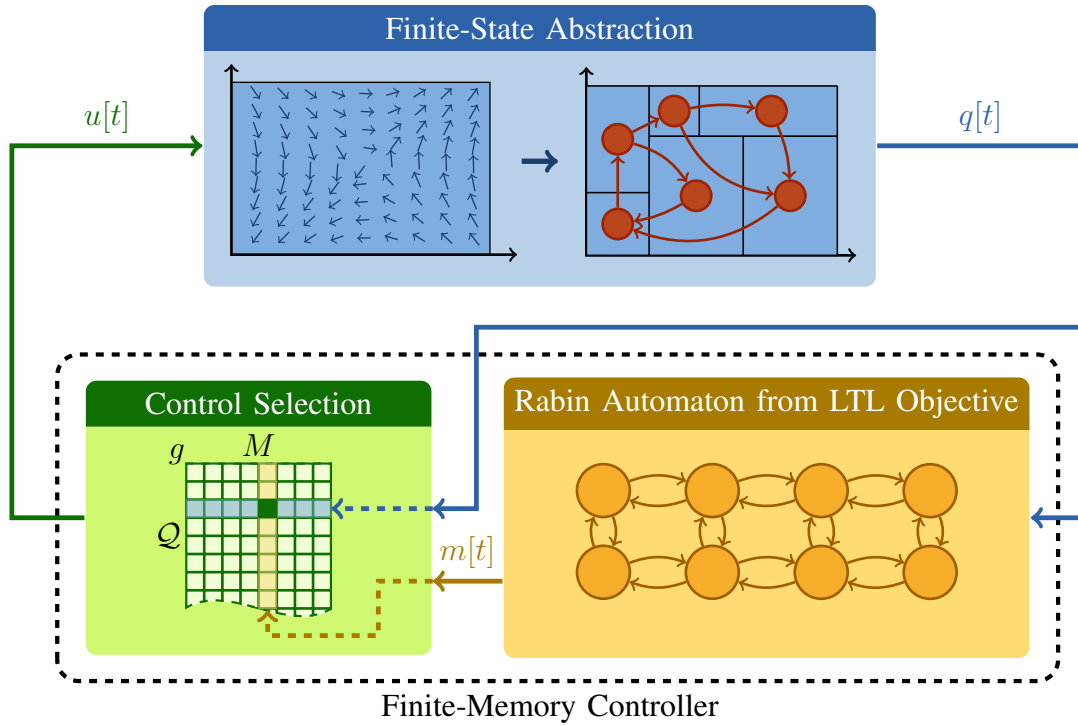 Finite-State Abstraction
u[t]
q[t]
Control Selection
Rabin Automaton from LTL Objective
g
M
𝒬
m[t]
Finite-Memory Controller